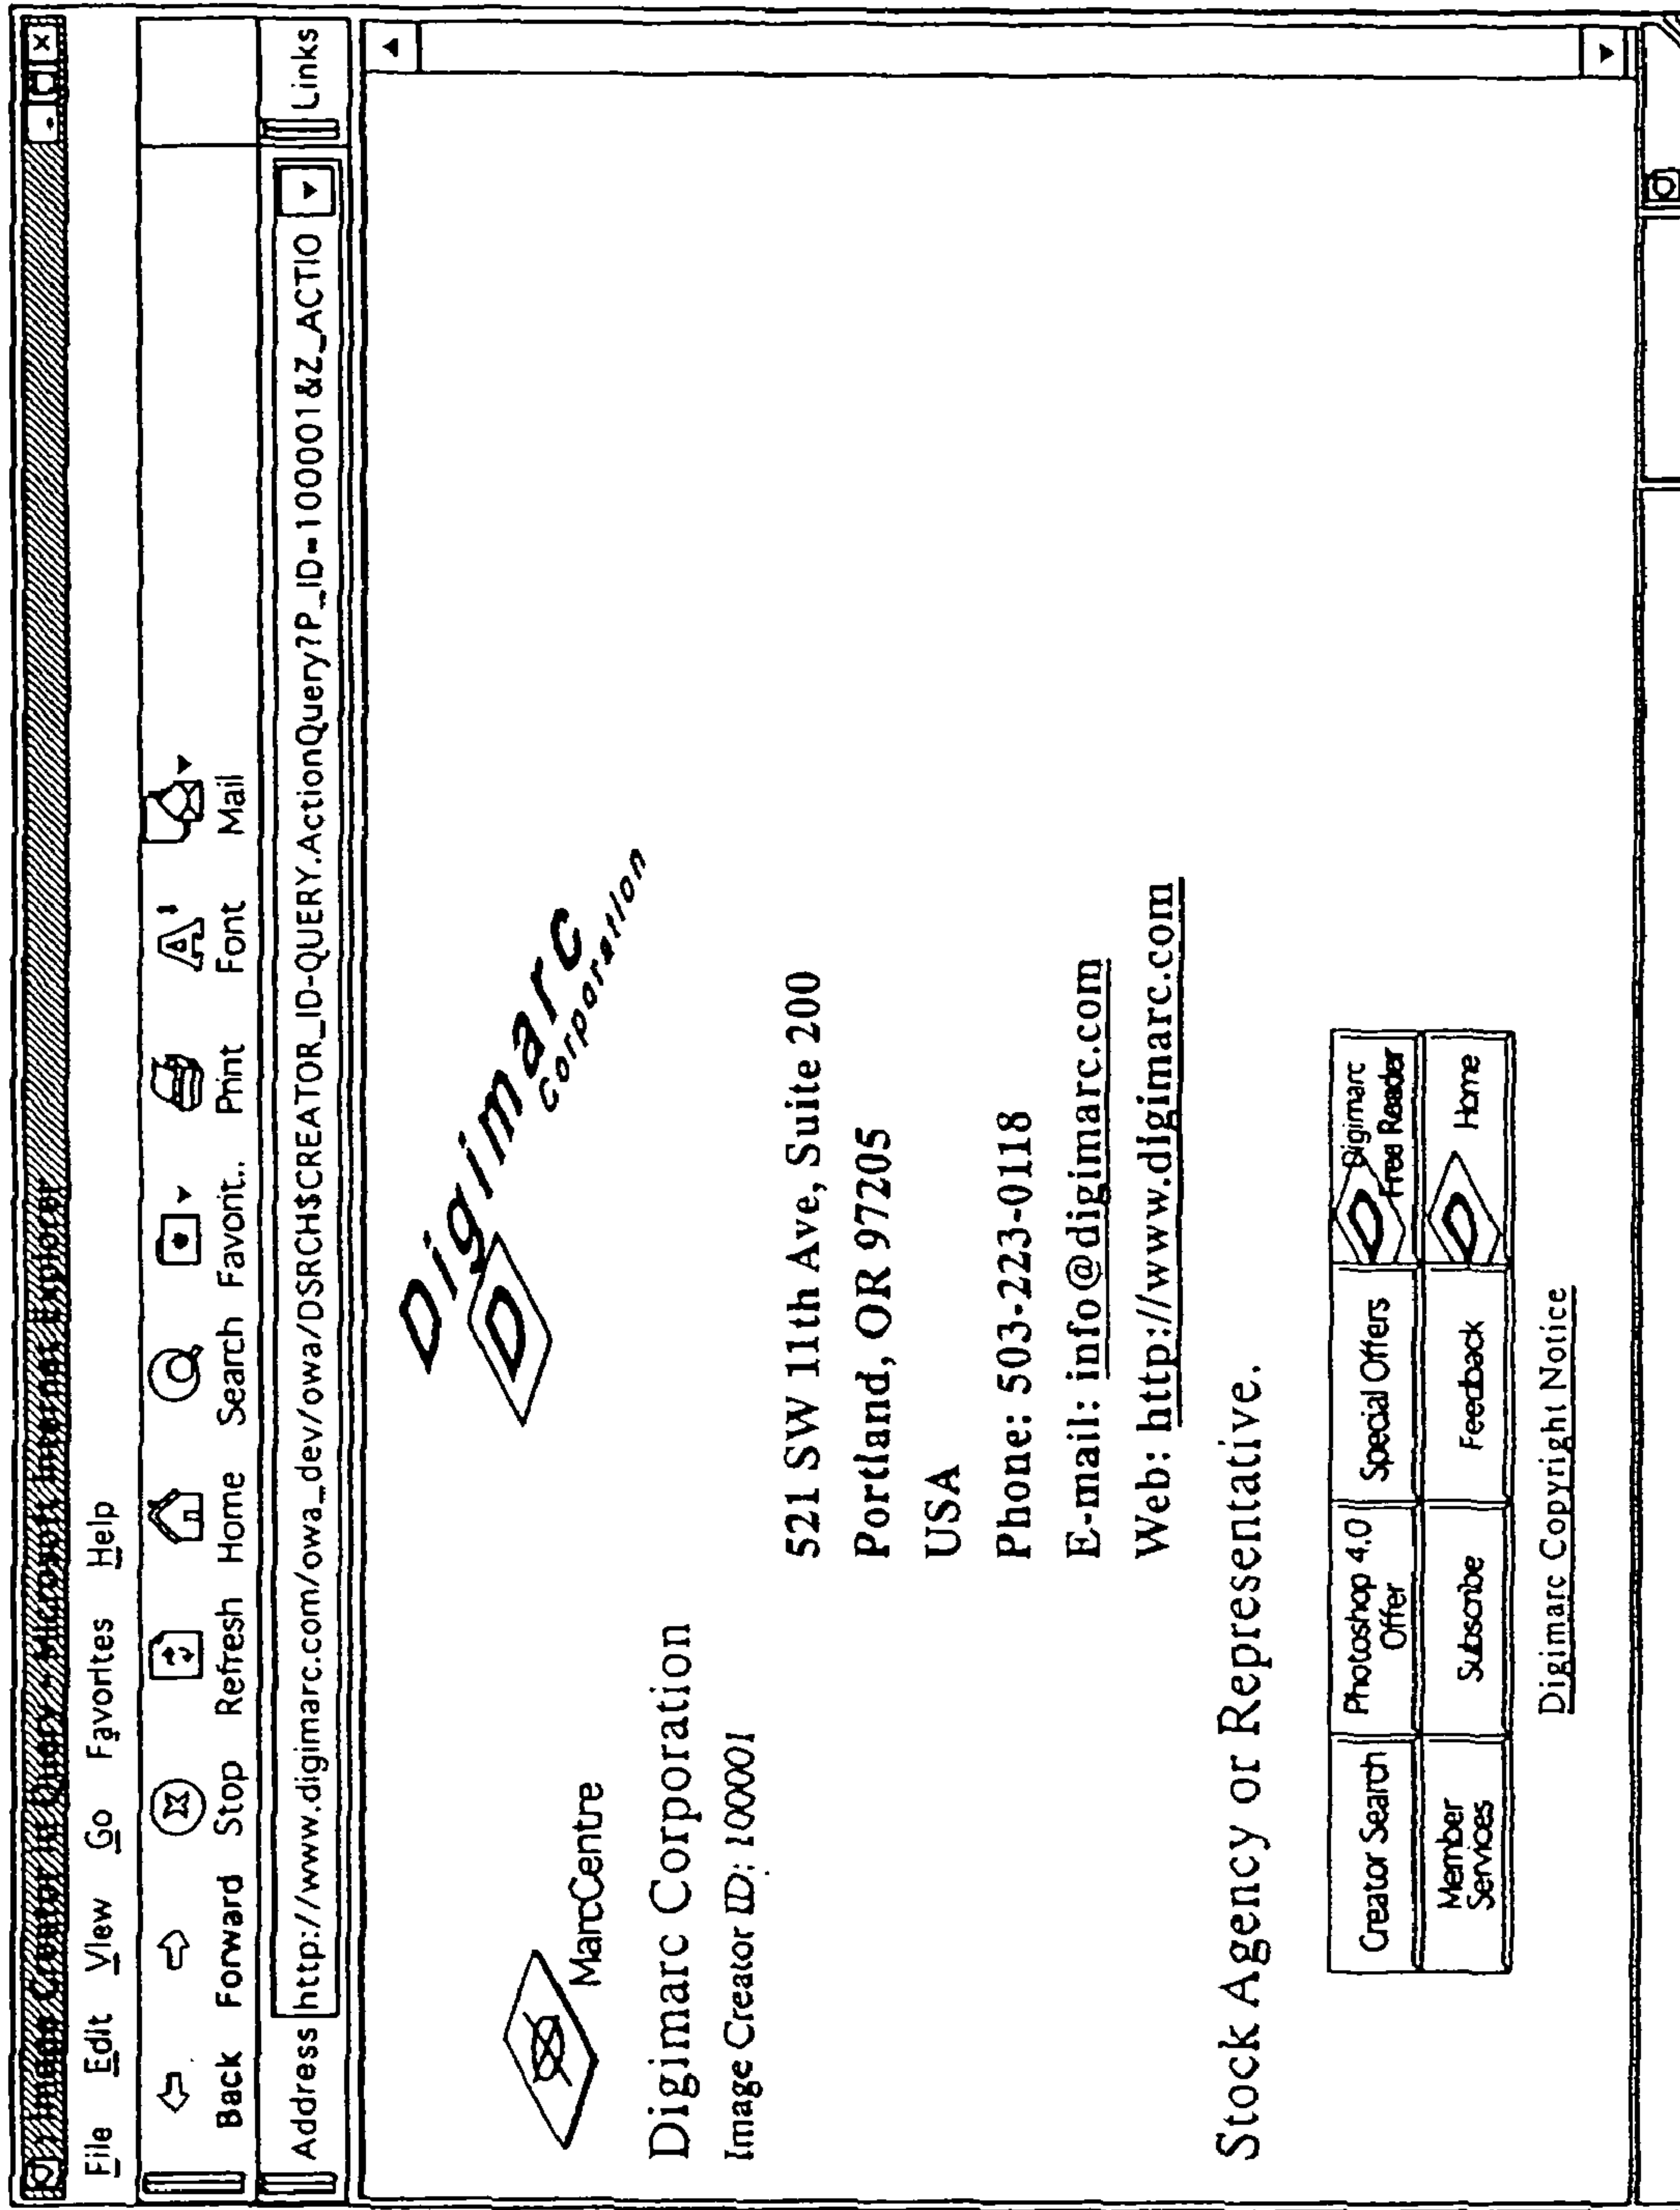 Image Creator ID Query - Microsoft Internet Explorer
File Edit View Go Favorites Help
Back Forward Stop Refresh Home Search Favorit.. Print Font Mail
Address http://www.digimarc.com/owa_dev/owa/DSRCH$CREATOR_ID-QUERY.ActionQuery?P_ID=100001&Z_ACTIO Links
Digimarc
Corporation
D
MarcCentre
Digimarc Corporation
Image Creator ID: 100001
521 SW 11th Ave, Suite 200
Portland, OR 97205
USA
Phone: 503-223-0118
E-mail: info@digimarc.com
Web: http://www.digimarc.com
Stock Agency or Representative.
Creator Search Photoshop 4.0 Offer Special Offers D Digimarc Free Reader
Member Services Subscribe Feedback D Home
Digimarc Copyright Notice